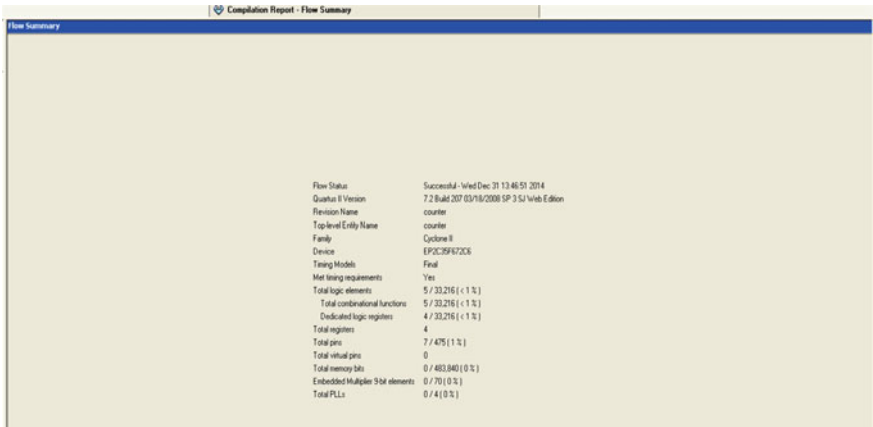 Compilation Report - Flow Summary
Flow Summary
Flow Status Successful - Wed Dec 31 13:46:51 2014
Quartus II Version 7.2 Build 207 03/18/2008 SP 3 SJ Web Edition
Revision Name counter
Top-level Entity Name counter
Family Cyclone II
Device EP2C35F672C6
Timing Models Final
Met timing requirements Yes
Total logic elements 5 / 33,216 ( < 1 % )
Total combinational functions 5 / 33,216 ( < 1 % )
Dedicated logic registers 4 / 33,216 ( < 1 % )
Total registers 4
Total pins 7 / 475 ( 1 % )
Total virtual pins 0
Total memory bits 0 / 483,840 ( 0 % )
Embedded Multiplier 9-bit elements 0 / 70 ( 0 % )
Total PLLs 0 / 4 ( 0 % )